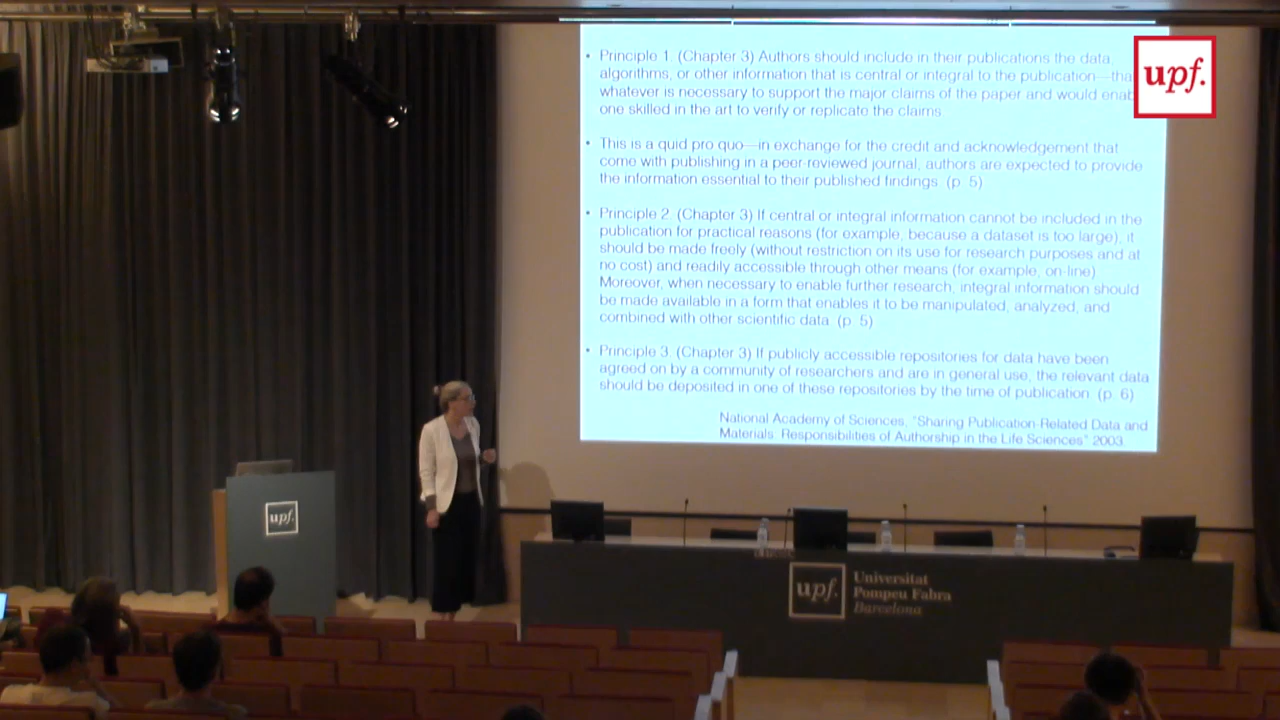 • Principle 1. (Chapter 3) Authors should include in their publications the data,
algorithms, or other information that is central or integral to the publication—tha
whatever is necessary to support the major claims of the paper and would enab
one skilled in the art to verify or replicate the claims.
• This is a quid pro quo—in exchange for the credit and acknowledgement that
come with publishing in a peer-reviewed journal, authors are expected to provide
the information essential to their published findings. (p. 5)
• Principle 2. (Chapter 3) If central or integral information cannot be included in the
publication for practical reasons (for example, because a dataset is too large), it
should be made freely (without restriction on its use for research purposes and at
no cost) and readily accessible through other means (for example, on-line).
Moreover, when necessary to enable further research, integral information should
be made available in a form that enables it to be manipulated, analyzed, and
combined with other scientific data. (p. 5)
• Principle 3. (Chapter 3) If publicly accessible repositories for data have been
agreed on by a community of researchers and are in general use, the relevant data
should be deposited in one of these repositories by the time of publication. (p. 6)
National Academy of Sciences, "Sharing Publication-Related Data and
Materials: Responsibilities of Authorship in the Life Sciences" 2003.
upf.
upf.
upf.
Universitat
Pompeu Fabra
Barcelona